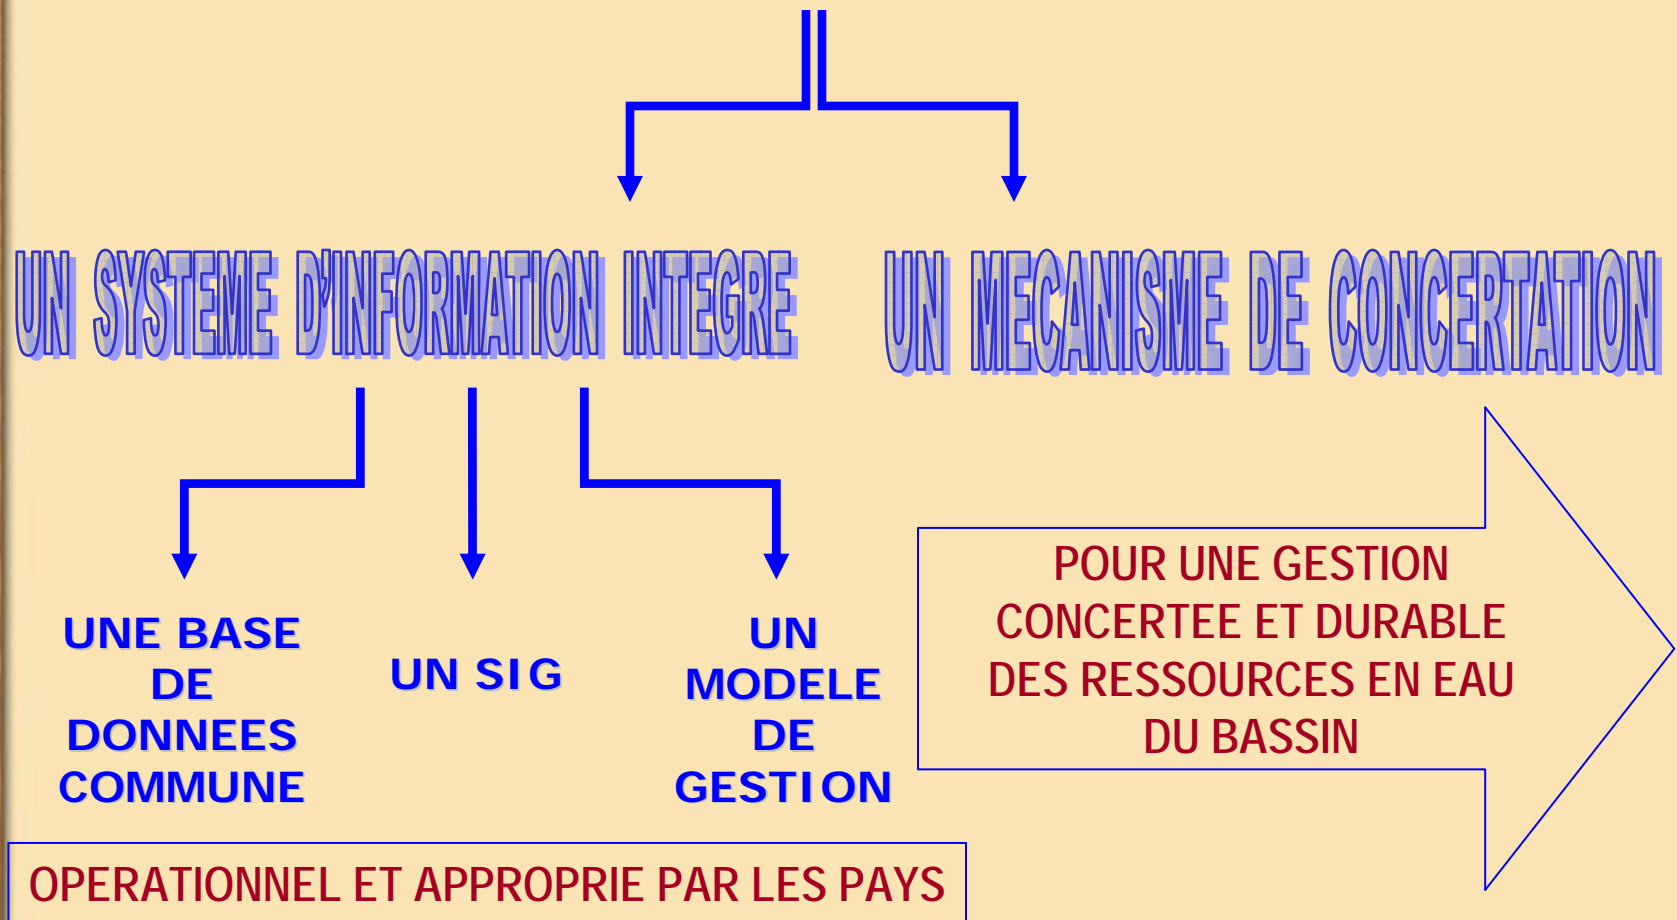 UN SYSTEME D'INFORMATION INTEGRE
UN MECANISME DE CONCERTATION
UNE BASE
DE
DONNEES
COMMUNE
UN SIG
UN
MODELE
DE
GESTION
POUR UNE GESTION
CONCERTEE ET DURABLE
DES RESSOURCES EN EAU
DU BASSIN
OPERATIONNEL ET APPROPRIE PAR LES PAYS